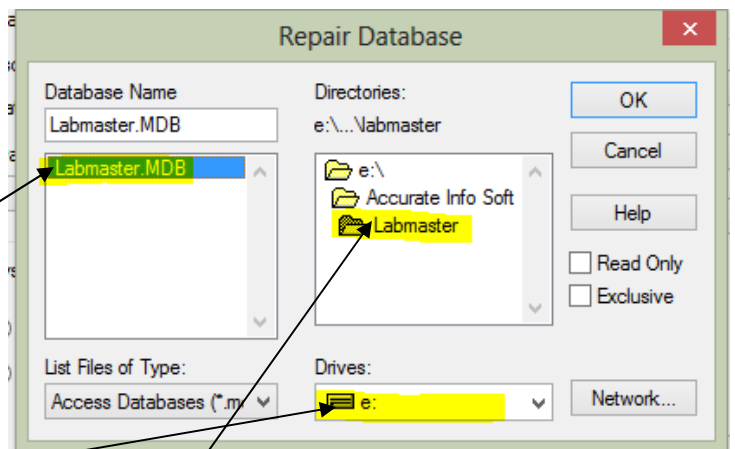 Repair Database
Database Name
Labmaster.MDB
Labmaster.MDB
List Files of Type:
Access Databases (*.m
Directories:
e:\...\labmaster
e:\
Accurate Info Soft
Labmaster
Drives:
e:
OK
Cancel
Help
Read Only
Exclusive
Network...